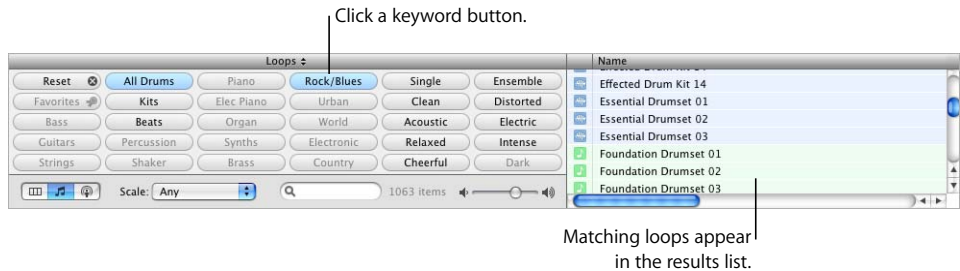 Click a keyword button.
Loops
Name
Reset All Drums Piano Rock/Blues Single Ensemble
Favorites Kits Elec Piano Urban Clean Distorted
Bass Beats Organ World Acoustic Electric
Guitars Percussion Synths Electronic Relaxed Intense
Strings Shaker Brass Country Cheerful Dark
Scale: Any 1063 items
Effected Drum Kit 14
Essential Drumset 01
Essential Drumset 02
Essential Drumset 03
Foundation Drumset 01
Foundation Drumset 02
Foundation Drumset 03
Matching loops appear
in the results list.